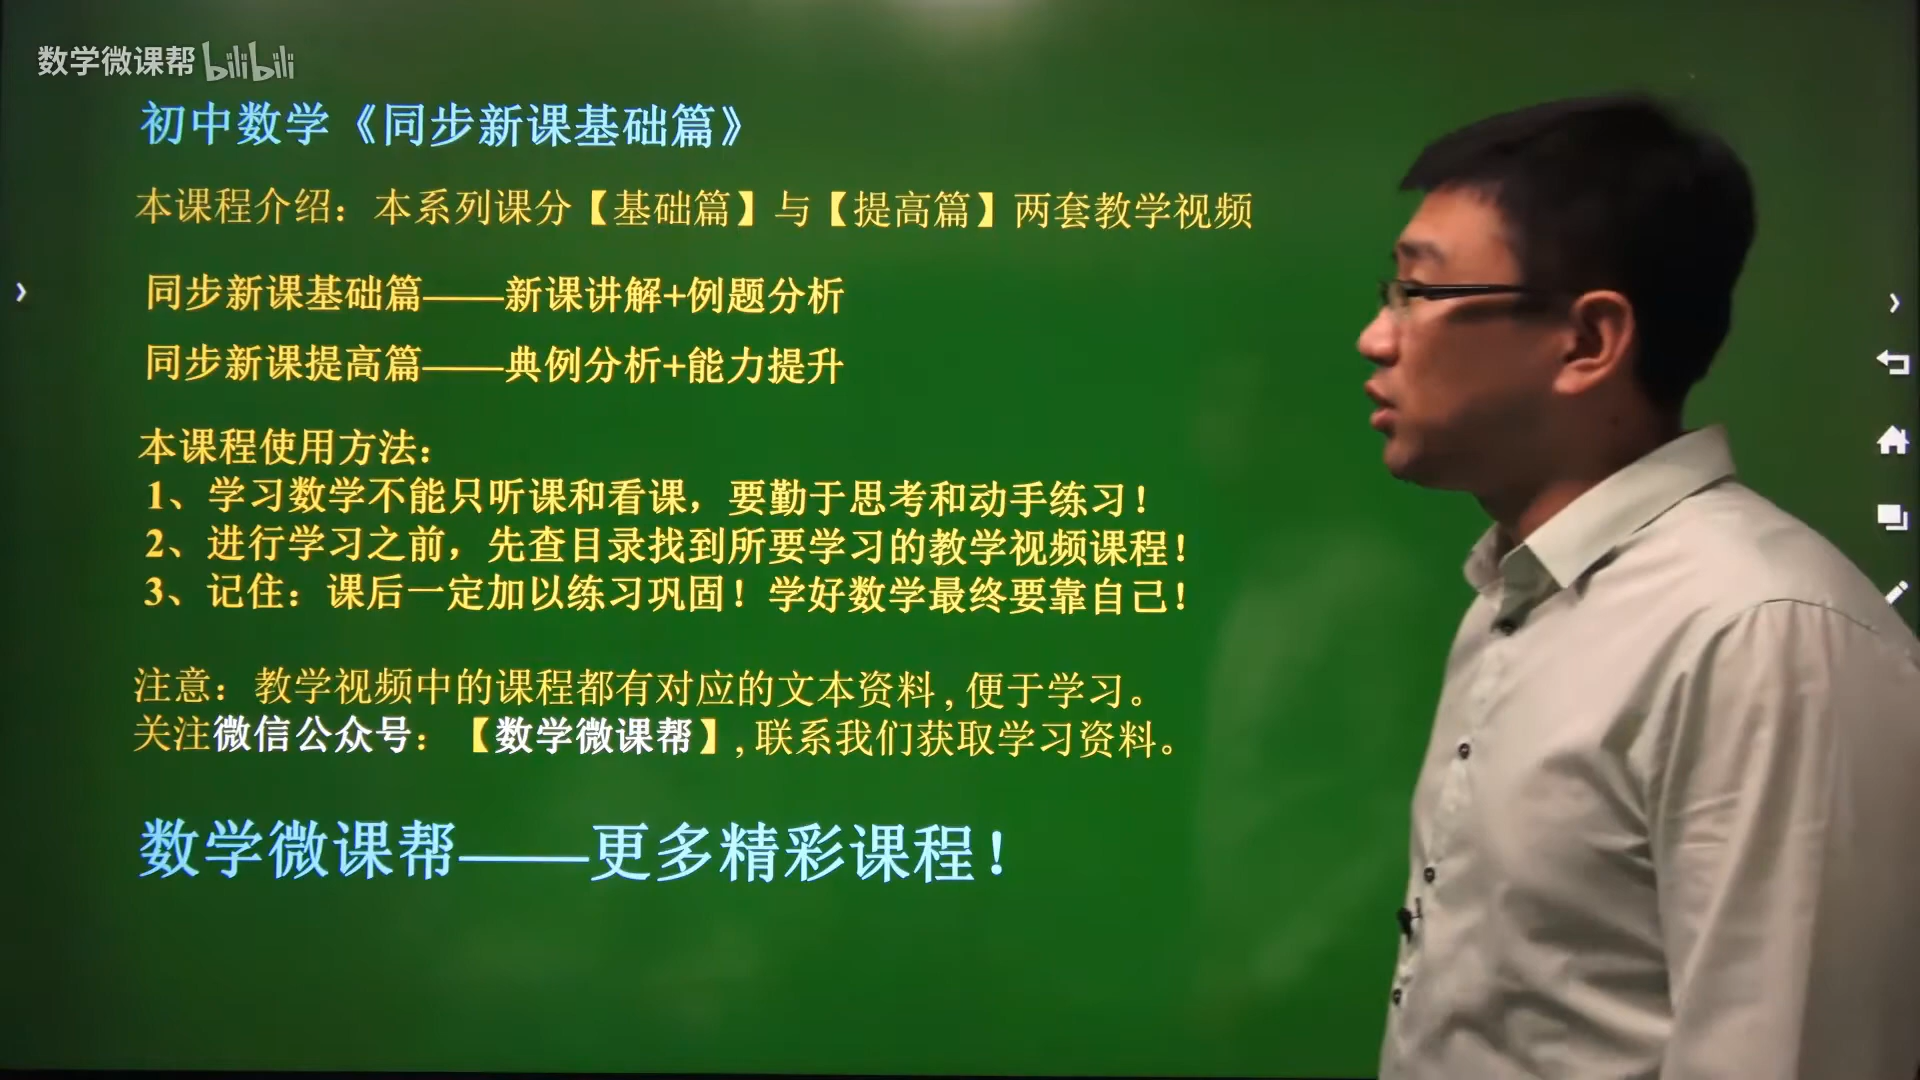 数学微课帮 bilibili
初中数学《同步新课基础篇》
本课程介绍：本系列课分【基础篇】与【提高篇】两套教学视频
同步新课基础篇——新课讲解+例题分析
同步新课提高篇——典例分析+能力提升
本课程使用方法：
1、学习数学不能只听课和看课，要勤于思考和动手练习！
2、进行学习之前，先查目录找到所要学习的教学视频课程！
3、记住：课后一定加以练习巩固！学好数学最终要靠自己！
注意：教学视频中的课程都有对应的文本资料，便于学习。
关注微信公众号：【数学微课帮】,联系我们获取学习资料。
数学微课帮——更多精彩课程！